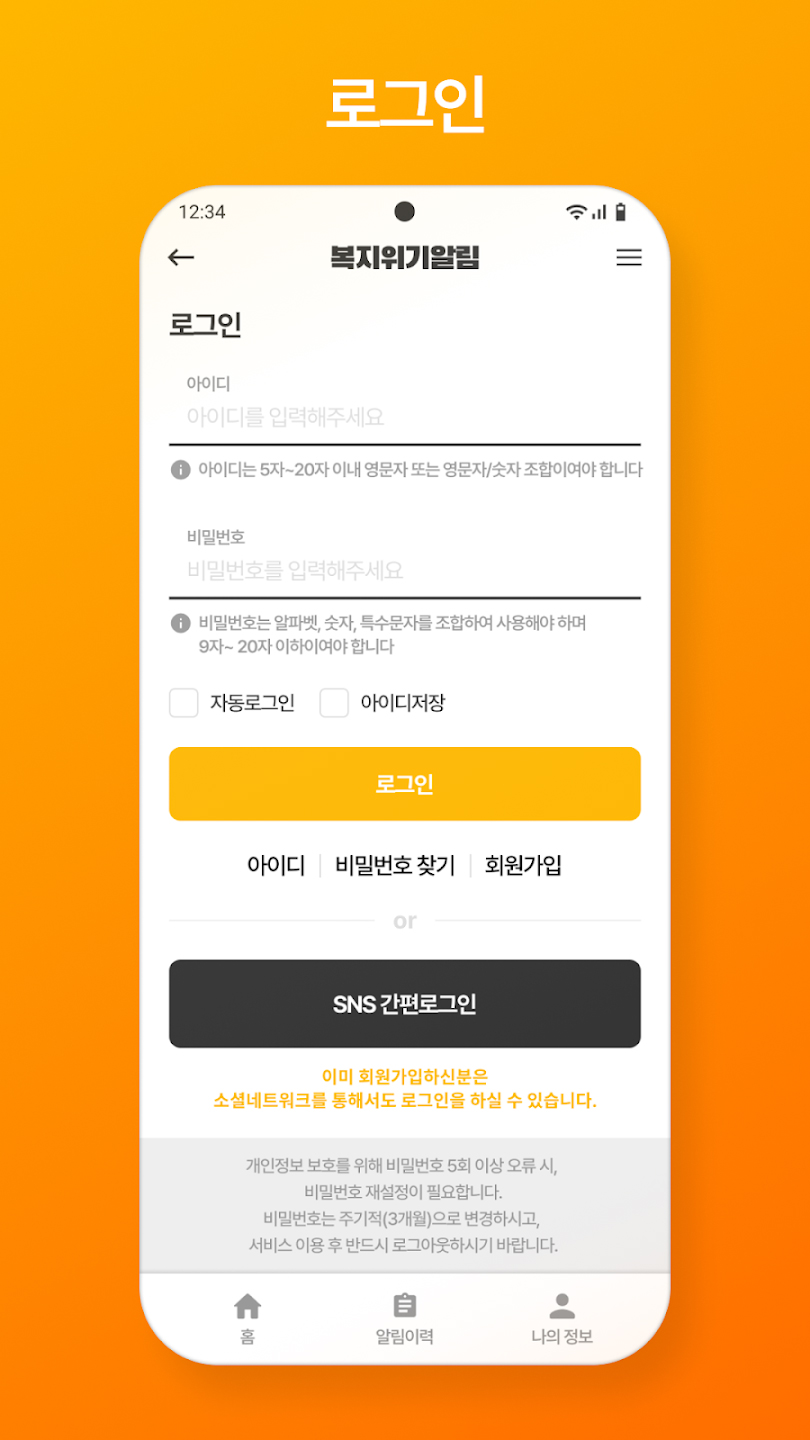 로그인
12:34
복지위기알림
로그인
아이디
아이디를 입력해주세요
아이디는 5자~20자 이내 영문자 또는 영문자/숫자 조합이여야 합니다
비밀번호
비밀번호를 입력해주세요
비밀번호는 알파벳, 숫자, 특수문자를 조합하여 사용해야 하며
9자~ 20자 이하이여야 합니다
자동로그인 아이디저장
로그인
아이디 비밀번호 찾기 회원가입
or
SNS 간편로그인
이미 회원가입하신분은
소셜네트워크를 통해서도 로그인을 하실 수 있습니다.
개인정보 보호를 위해 비밀번호 5회 이상 오류 시,
비밀번호 재설정이 필요합니다.
비밀번호는 주기적(3개월)으로 변경하시고,
서비스 이용 후 반드시 로그아웃하시기 바랍니다.
홈 알림이력 나의 정보